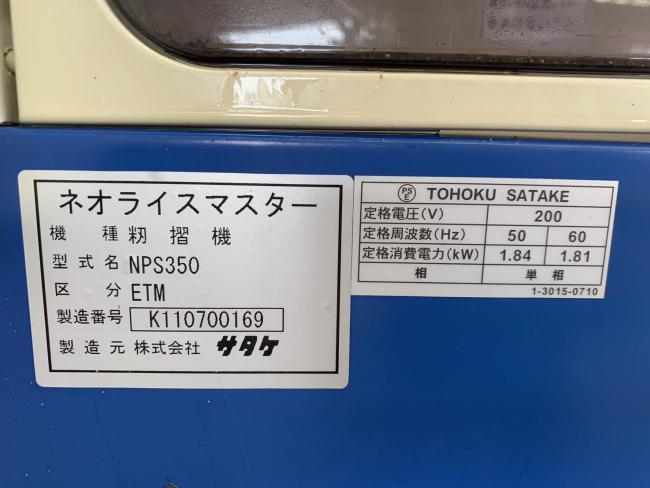 ネオライスマスター
機 種 籾摺機
型式名 NPS350
区 分 ETM
製造番号 K110700169
製造元 株式会社 サタケ
PSE TOHOKU SATAKE
定格電圧(V) 200
定格周波数(Hz) 50 60
定格消費電力(kW) 1.84 1.81
相 単相
1-3015-0710